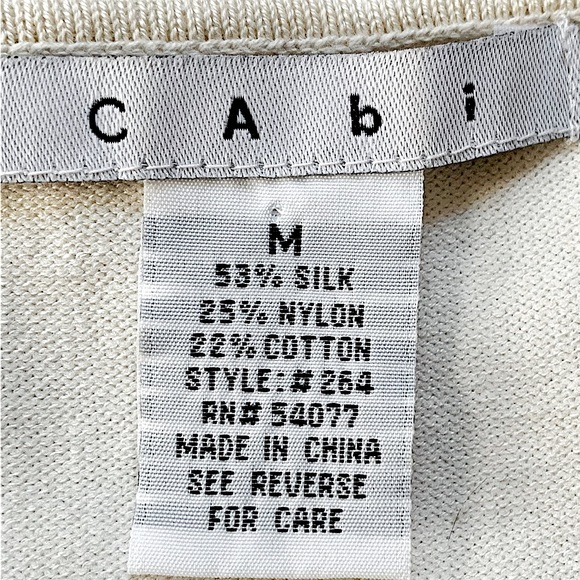 CAbi
M
53% SILK
25% NYLON
22% COTTON
STYLE:# 264
RN# 54077
MADE IN CHINA
SEE REVERSE
FOR CARE